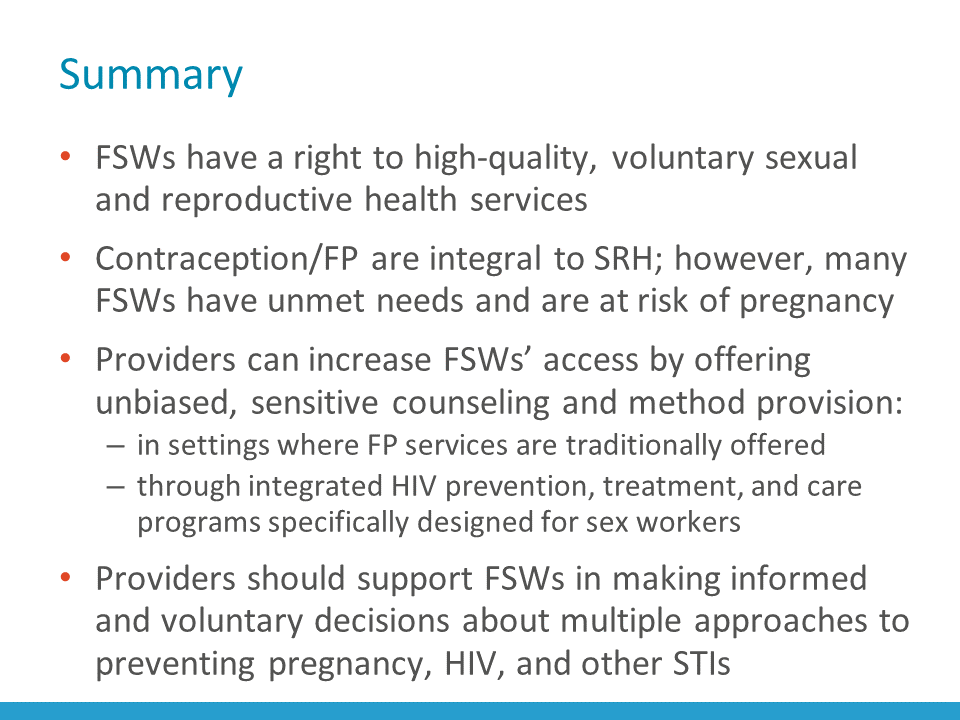 Summary
• FSWs have a right to high-quality, voluntary sexual
and reproductive health services
• Contraception/FP are integral to SRH; however, many
FSWs have unmet needs and are at risk of pregnancy
• Providers can increase FSWs’ access by offering
unbiased, sensitive counseling and method provision:
– in settings where FP services are traditionally offered
– through integrated HIV prevention, treatment, and care
programs specifically designed for sex workers
• Providers should support FSWs in making informed
and voluntary decisions about multiple approaches to
preventing pregnancy, HIV, and other STIs